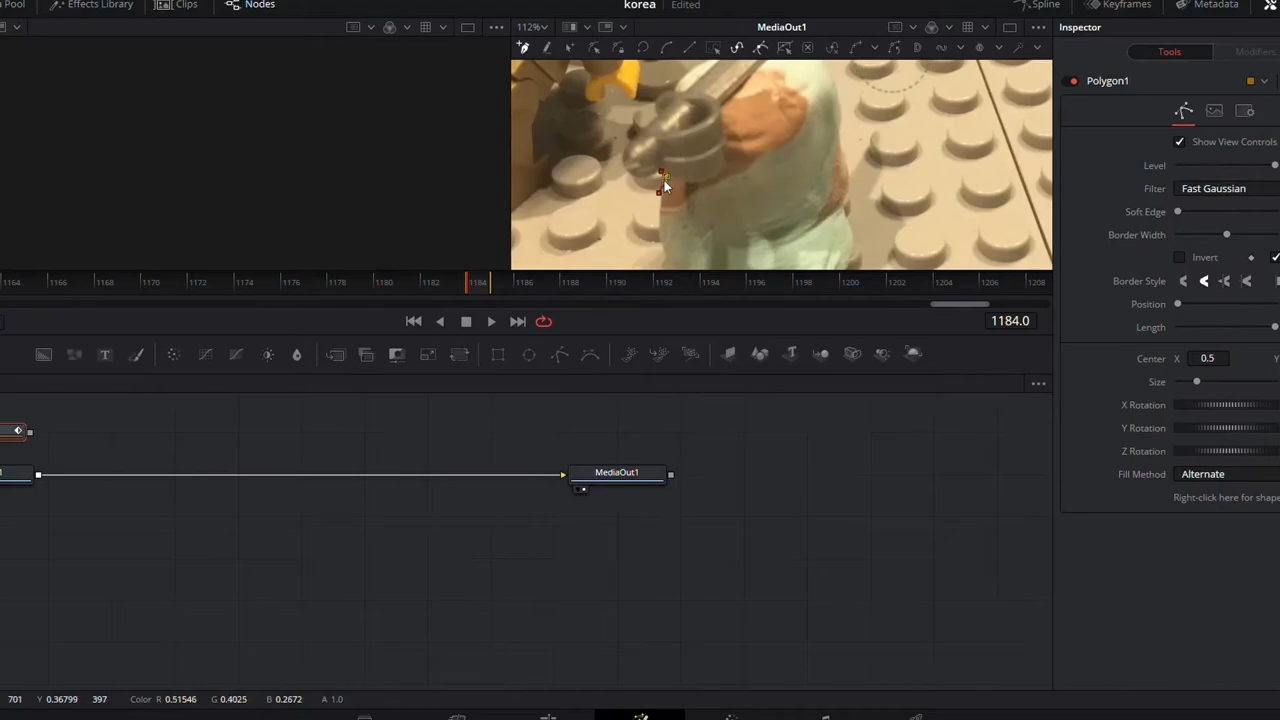 Pool Effects Library Clips Nodes korea Edited Spline Keyframes Metadata
112% MediaOut1 Inspector
Tools Modifiers
Polygon1
Show View Controls
Level
Filter Fast Gaussian
Soft Edge
Border Width
Invert
Border Style
Position
Length
Center X 0.5 Y
Size
X Rotation
Y Rotation
Z Rotation
Fill Method Alternate
Right-click here for shape
1164 1166 1168 1170 1172 1174 1176 1178 1180 1182 1184 1186 1188 1190 1192 1194 1196 1198 1200 1202 1204 1206 1208
1184.0
1 MediaOut1
701 Y 0.36799 397 Color R 0.51546 G 0.4025 B 0.2672 A 1.0